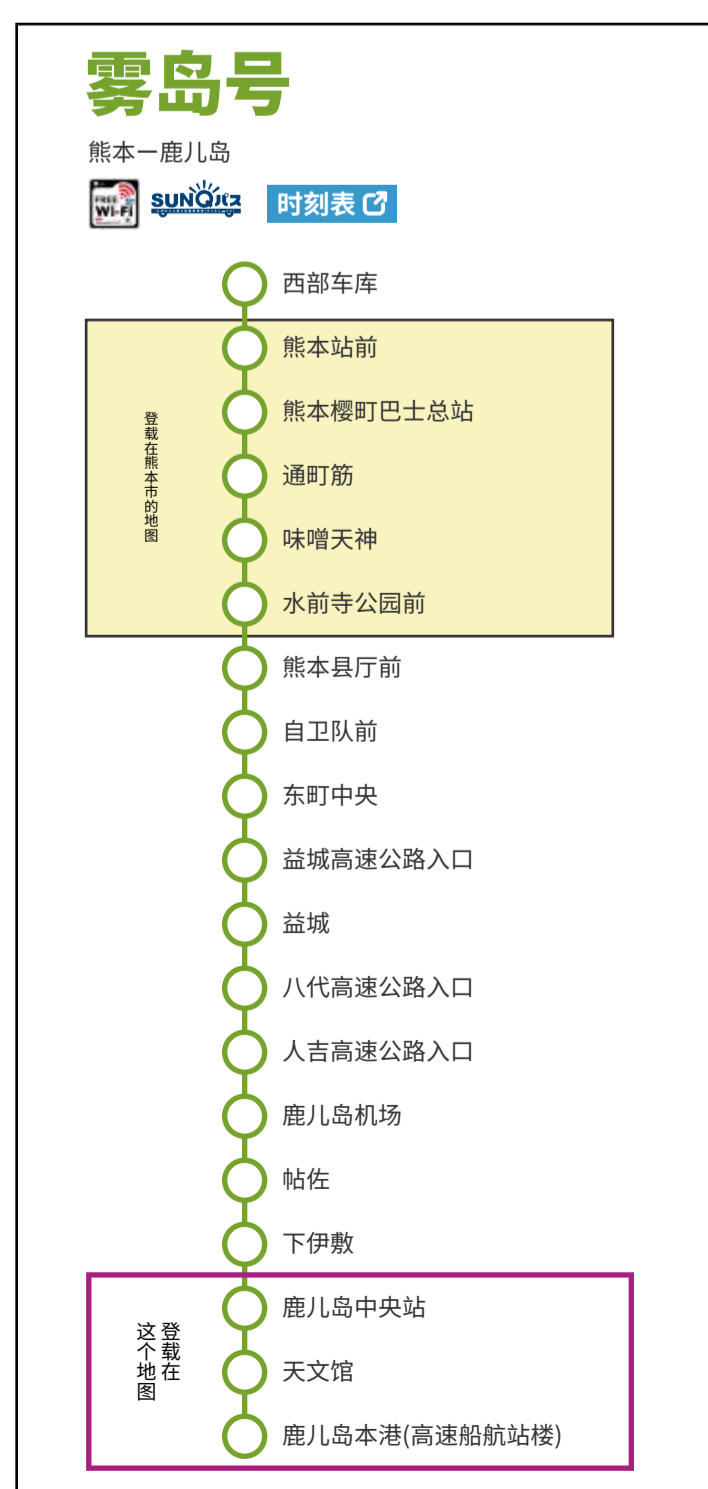 雾岛号
熊本ー鹿儿岛
FREE
Wi-Fi
SUNQパス
时刻表
西部车库
熊本站前
熊本樱町巴士总站
通町筋
味噌天神
水前寺公园前
登载在熊本市的地图
熊本县厅前
自卫队前
东町中央
益城高速公路入口
益城
八代高速公路入口
人吉高速公路入口
鹿儿岛机场
帖佐
下伊敷
鹿儿岛中央站
天文馆
鹿儿岛本港(高速船航站楼)
登载在
这个地图